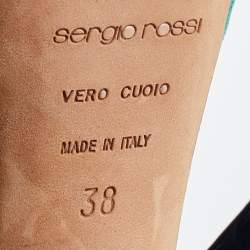 sergio rossi
VERO CUOIO
MADE IN ITALY
38